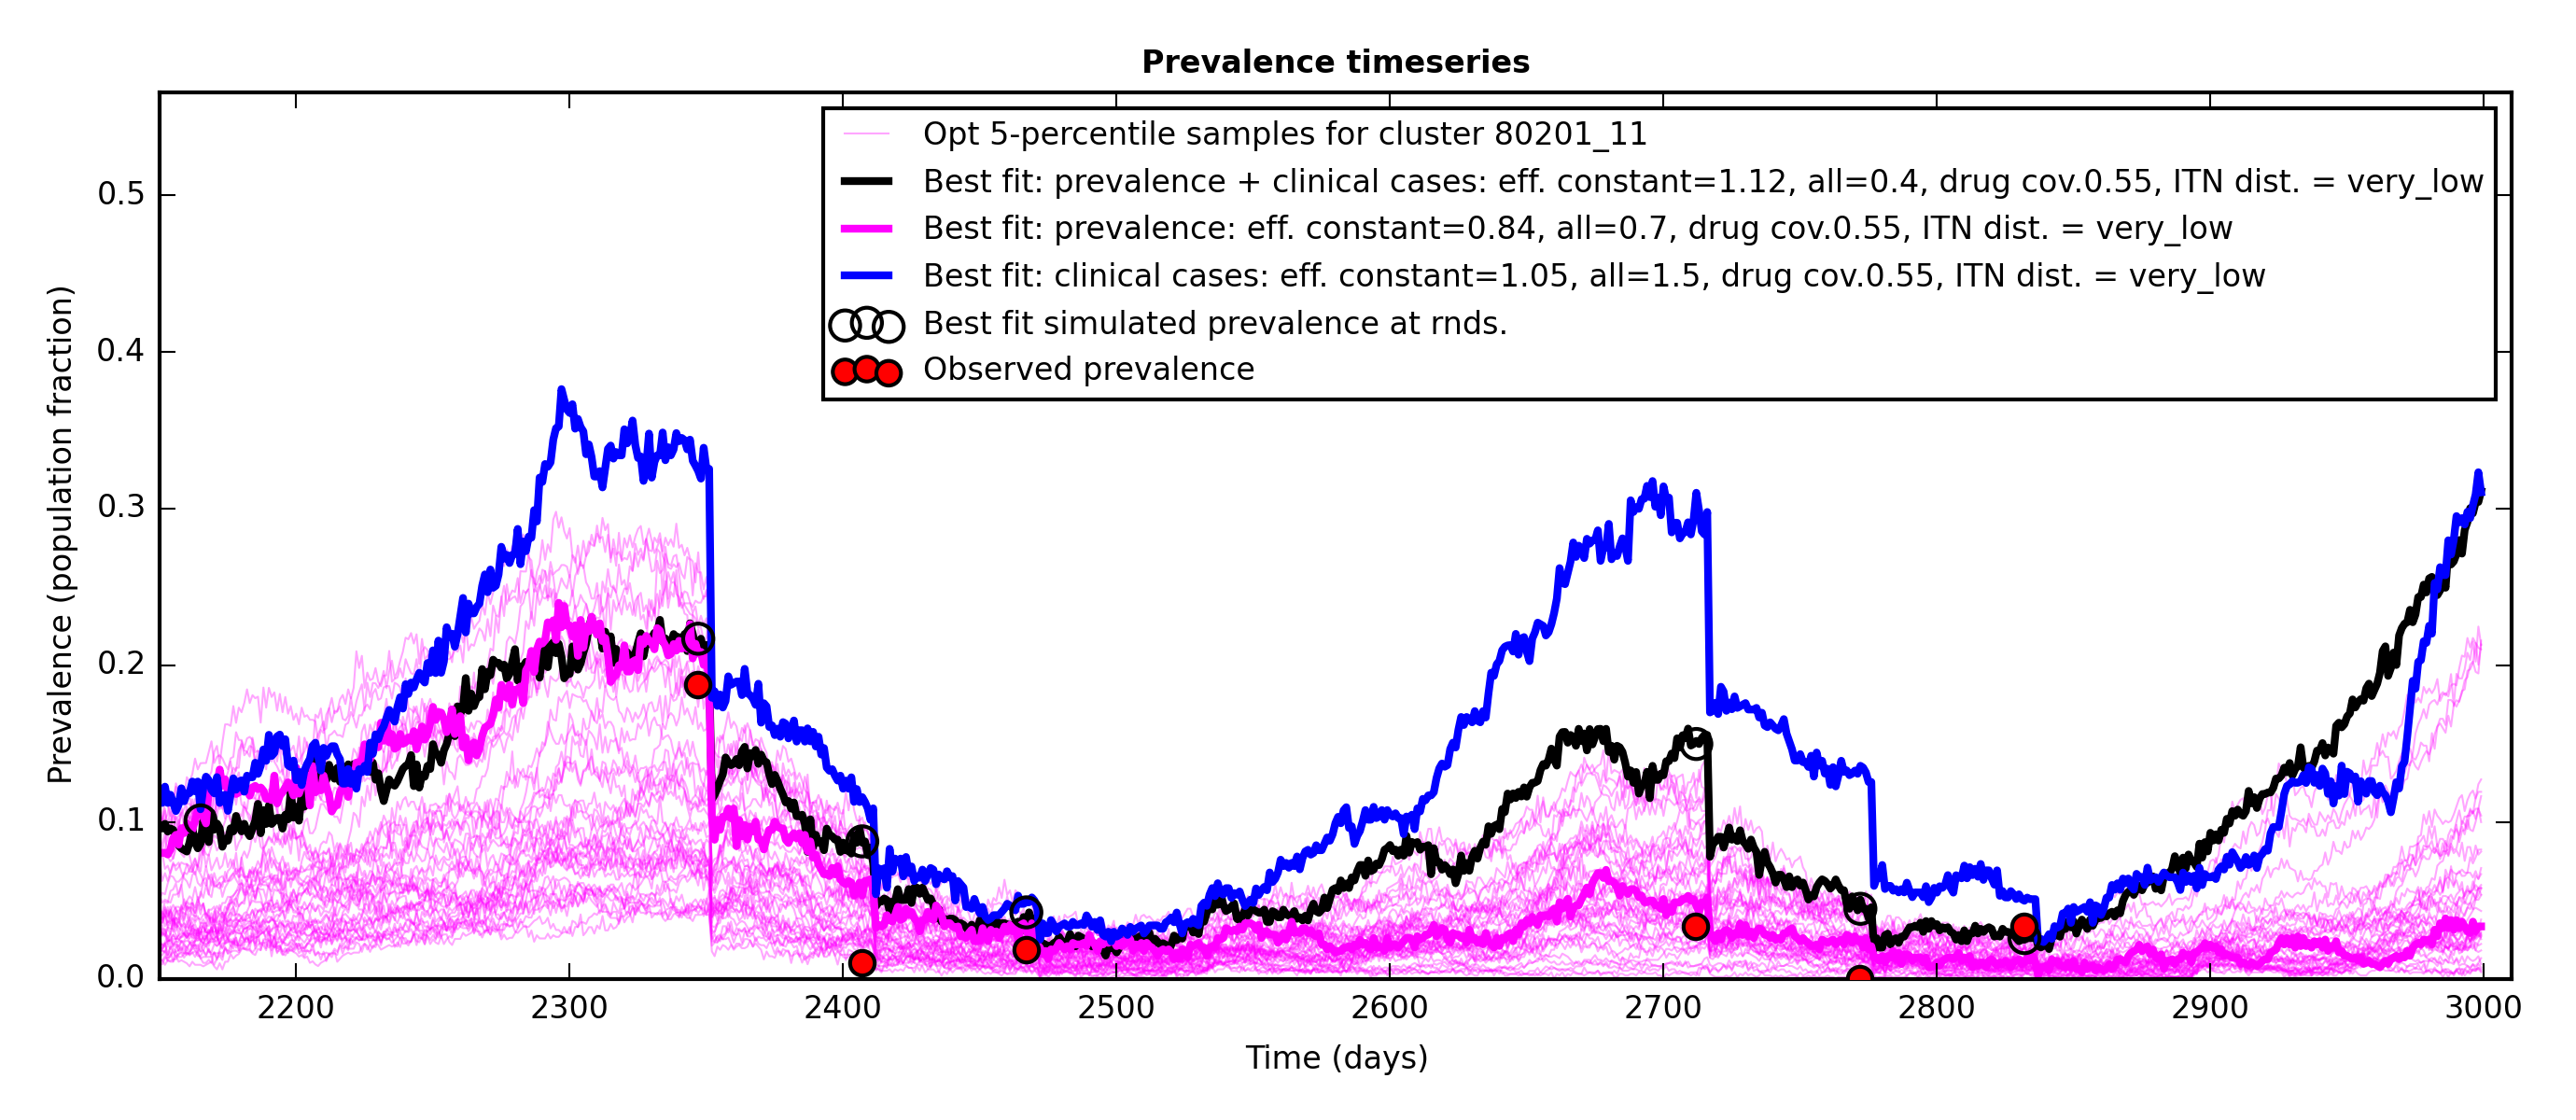 Prevalence timeseries
Opt 5-percentile samples for cluster 80201_11
Best fit: prevalence + clinical cases: eff. constant=1.12, all=0.4, drug cov.0.55, ITN dist. = very_low
Best fit: prevalence: eff. constant=0.84, all=0.7, drug cov.0.55, ITN dist. = very_low
Best fit: clinical cases: eff. constant=1.05, all=1.5, drug cov.0.55, ITN dist. = very_low
Best fit simulated prevalence at rnds.
Observed prevalence
Prevalence (population fraction)
0.5
0.4
0.3
0.2
0.1
0.0
2200 2300 2400 2500 2600 2700 2800 2900 3000
Time (days)